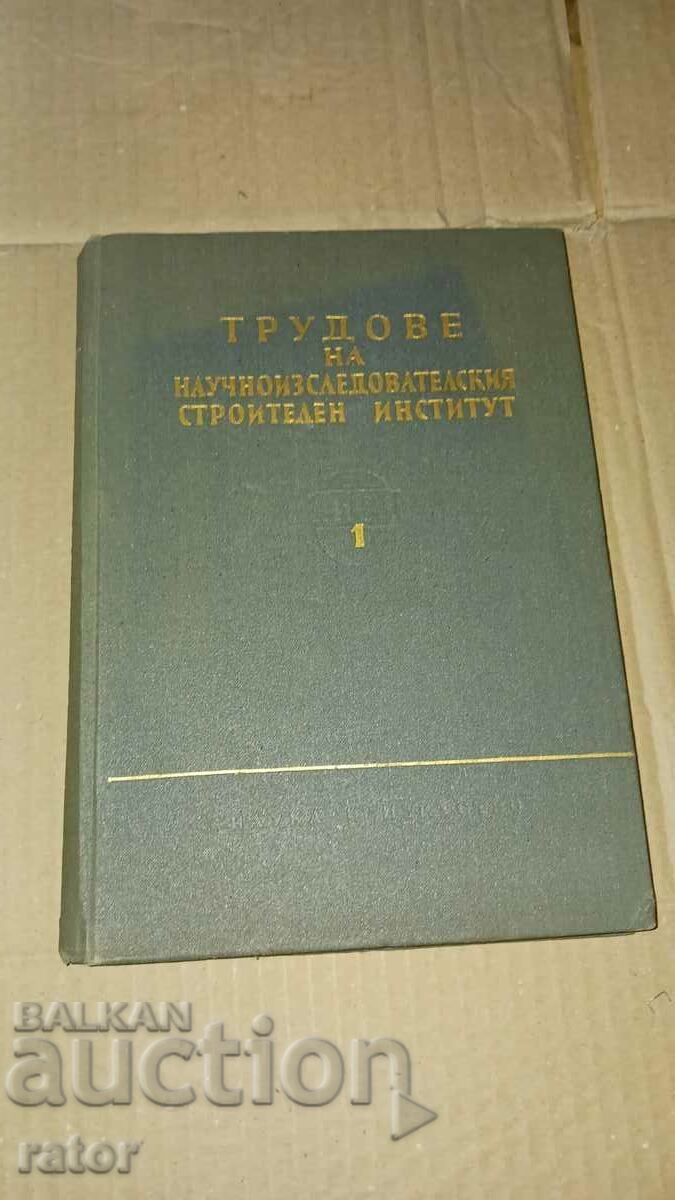 ТРУДОВЕ
НА
НАУЧНОИЗСЛЕДОВАТЕЛСКИЯ
СТРОИТЕЛЕН ИНСТИТУТ
1
BALKAN
auction
rator